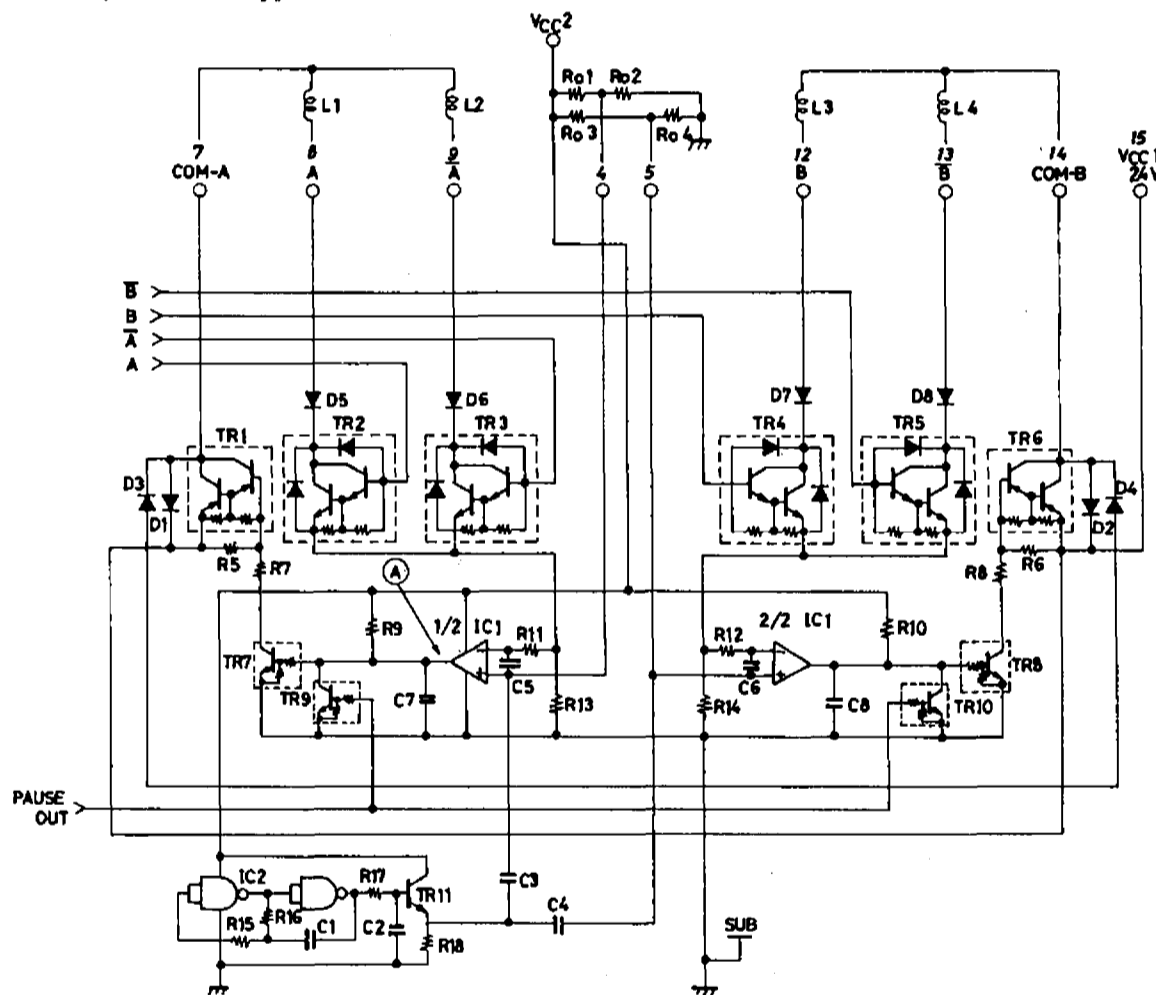 VCC2
Ro1 Ro2
Ro3 Ro4
L1 L2 L3 L4
7 8 9 4 5 12 13 14 15
COM-A A A̅ B B̅ COM-B VCC 1
24V
B̅
B
A̅
A
D5 D6 D7 D8
TR1 TR2 TR3 TR4 TR5 TR6
D3 D1 D2 D4
R5 R7 R8 R6
A
R9 1/2 IC1 R11 R12 2/2 IC1 R10
TR7 TR9 C7 C5 R13 R14 C6 C8 TR10 TR8
PAUSE
OUT
IC2 R17 TR11 C3 C4
R15 R16 C1 C2 R18
SUB